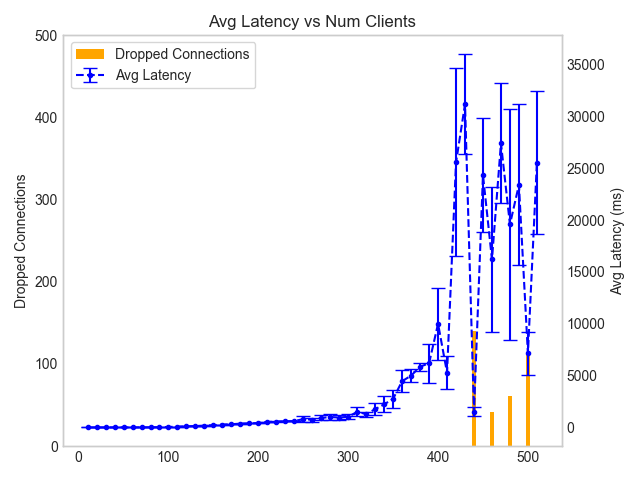 Avg Latency vs Num Clients
Dropped Connections
Avg Latency
500
400
300
200
100
0
Dropped Connections
35000
30000
25000
20000
15000
10000
5000
0
Avg Latency (ms)
0 100 200 300 400 500